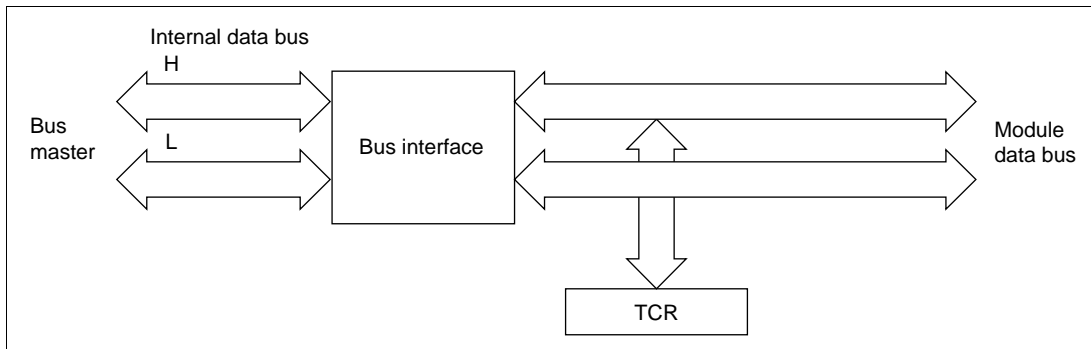 Internal data bus
H
Bus
master
L
Bus interface
Module
data bus
TCR